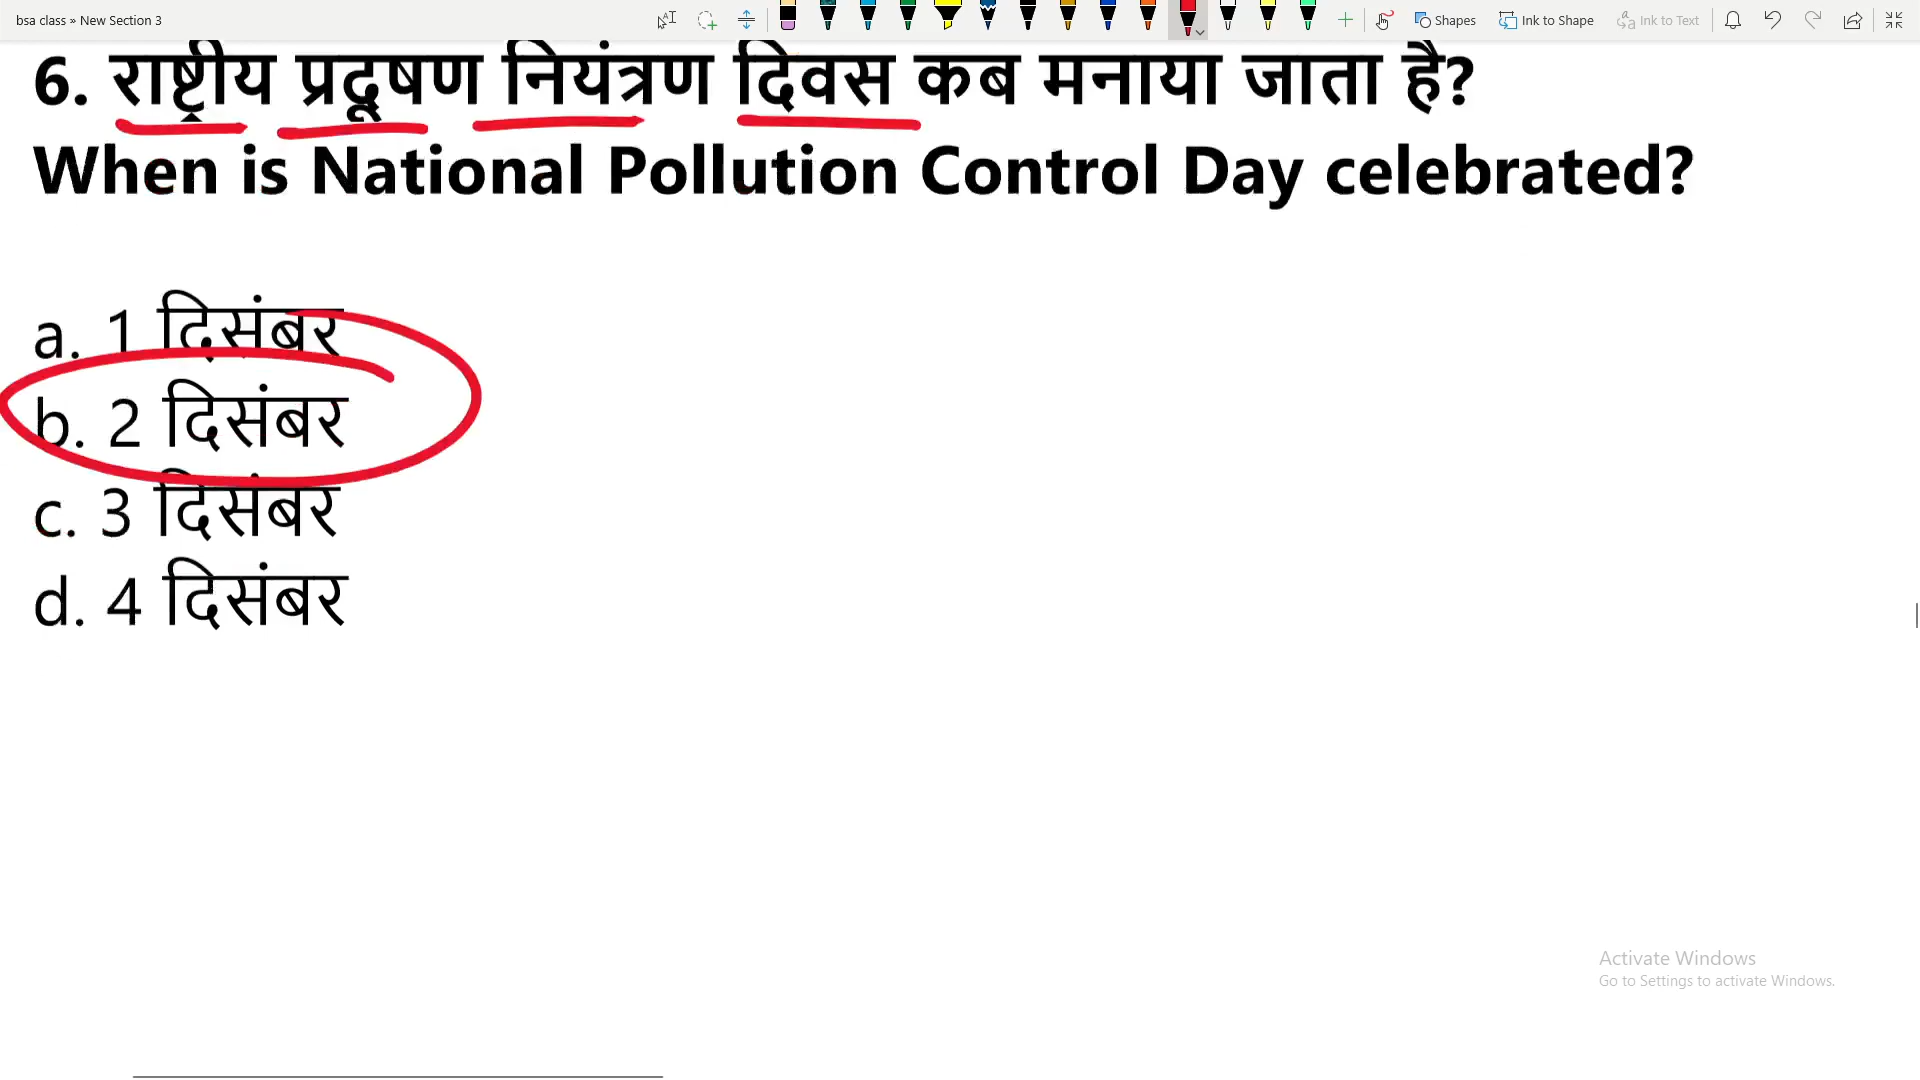 bsa class » New Section 3
Shapes Ink to Shape Ink to Text
6. राष्ट्रीय प्रदूषण नियंत्रण दिवस कब मनाया जाता है?
When is National Pollution Control Day celebrated?
a. 1 दिसंबर
b. 2 दिसंबर
c. 3 दिसंबर
d. 4 दिसंबर
Activate Windows
Go to Settings to activate Windows.